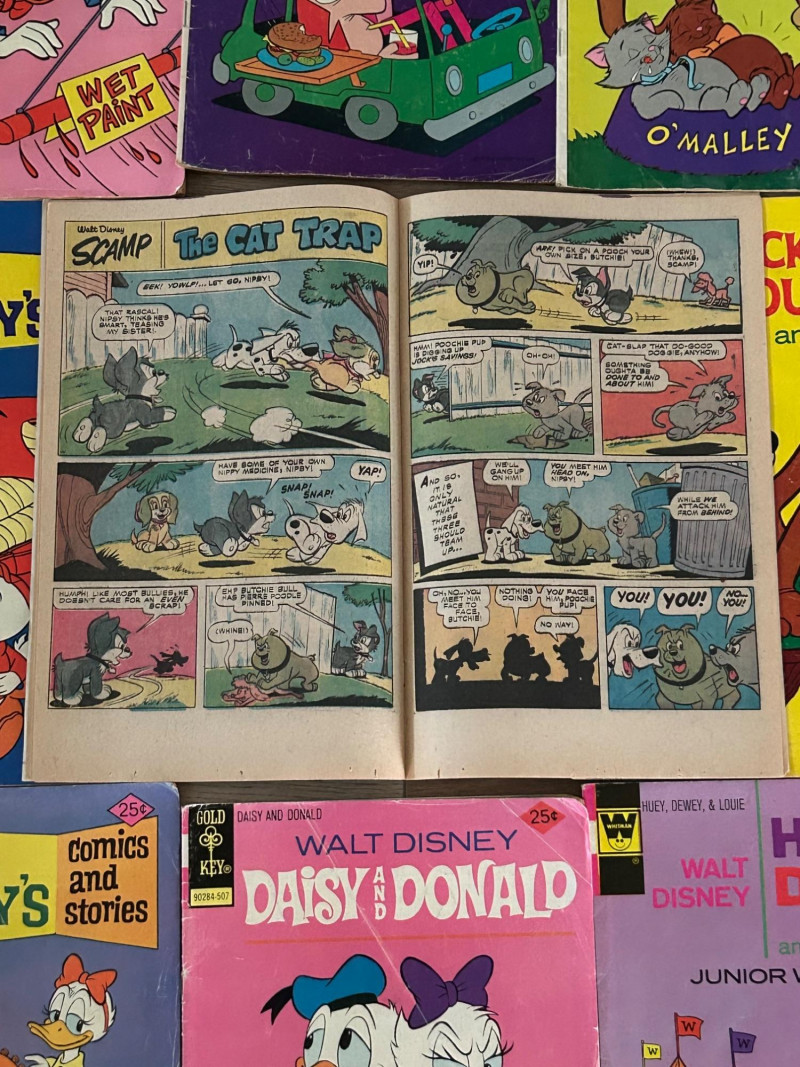 WET
PAINT
O'MALLEY
Y'S
CK
OU
an
Walt Disney
SCAMP
THE CAT TRAP
EEK! YOWLP!... LET GO, NIPSY!
THAT RASCAL!
NIPSY THINKS HE'S
SMART, TEASING
MY SISTER!
HAVE SOME OF YOUR OWN
NIPPY MEDICINE, NIPSY!
SNAP!
SNAP!
YAP!
HUMPH! LIKE MOST BULLIES, HE
DOESN'T CARE FOR AN EVEN
SCRAP!
EH? BUTCHIE BULL
HAS PIERRE POODLE
PINNED!
(WHINE!)
YIP!
ARF! PICK ON A POOCH YOUR
OWN SIZE, BUTCHIE!
(WHEW!)
THANKS,
SCAMP!
HMM! POOCHIE PUP
IS DIGGING UP
JOCK'S SAVINGS!
OH-OH!
CAT-SLAP THAT DO-GOOD
DOGGIE, ANYHOW!
SOMETHING
OUGHTA BE
DONE TO AND
ABOUT HIM!
AND SO,
IT IS
ONLY
NATURAL
THAT
THESE
THREE
SHOULD
TEAM
UP...
WE'LL
GANG UP
ON HIM!
YOU MEET HIM
HEAD ON,
NIPSY!
WHILE WE
ATTACK HIM
FROM BEHIND!
OH, NO... YOU
MEET HIM
FACE TO
FACE,
BUTCHIE!
NOTHING
DOING!
YOU FACE
HIM, POOCHIE
PUP!
NO WAY!
YOU!
YOU!
NO...
YOU!
25¢
Y'S
comics
and
stories
GOLD
KEY®
90284-507
DAISY AND DONALD
25¢
WALT DISNEY
DAISY AND DONALD
WHITMAN
®
HUEY, DEWEY, & LOUIE
WALT
DISNEY
H
D
an
JUNIOR W
W
W
W